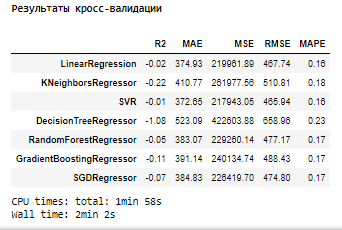 Результаты кросс-валидации
R2 MAE MSE RMSE MAPE
LinearRegression -0.02 374.93 219961.89 467.74 0.16
KNeighborsRegressor -0.22 410.77 261977.56 510.81 0.18
SVR -0.01 372.65 217943.05 465.94 0.16
DecisionTreeRegressor -1.08 523.09 422603.88 658.96 0.23
RandomForestRegressor -0.05 383.07 229260.14 477.17 0.17
GradientBoostingRegressor -0.11 391.14 240134.74 488.43 0.17
SGDRegressor -0.07 384.83 226419.70 474.80 0.17
CPU times: total: 1min 58s
Wall time: 2min 2s